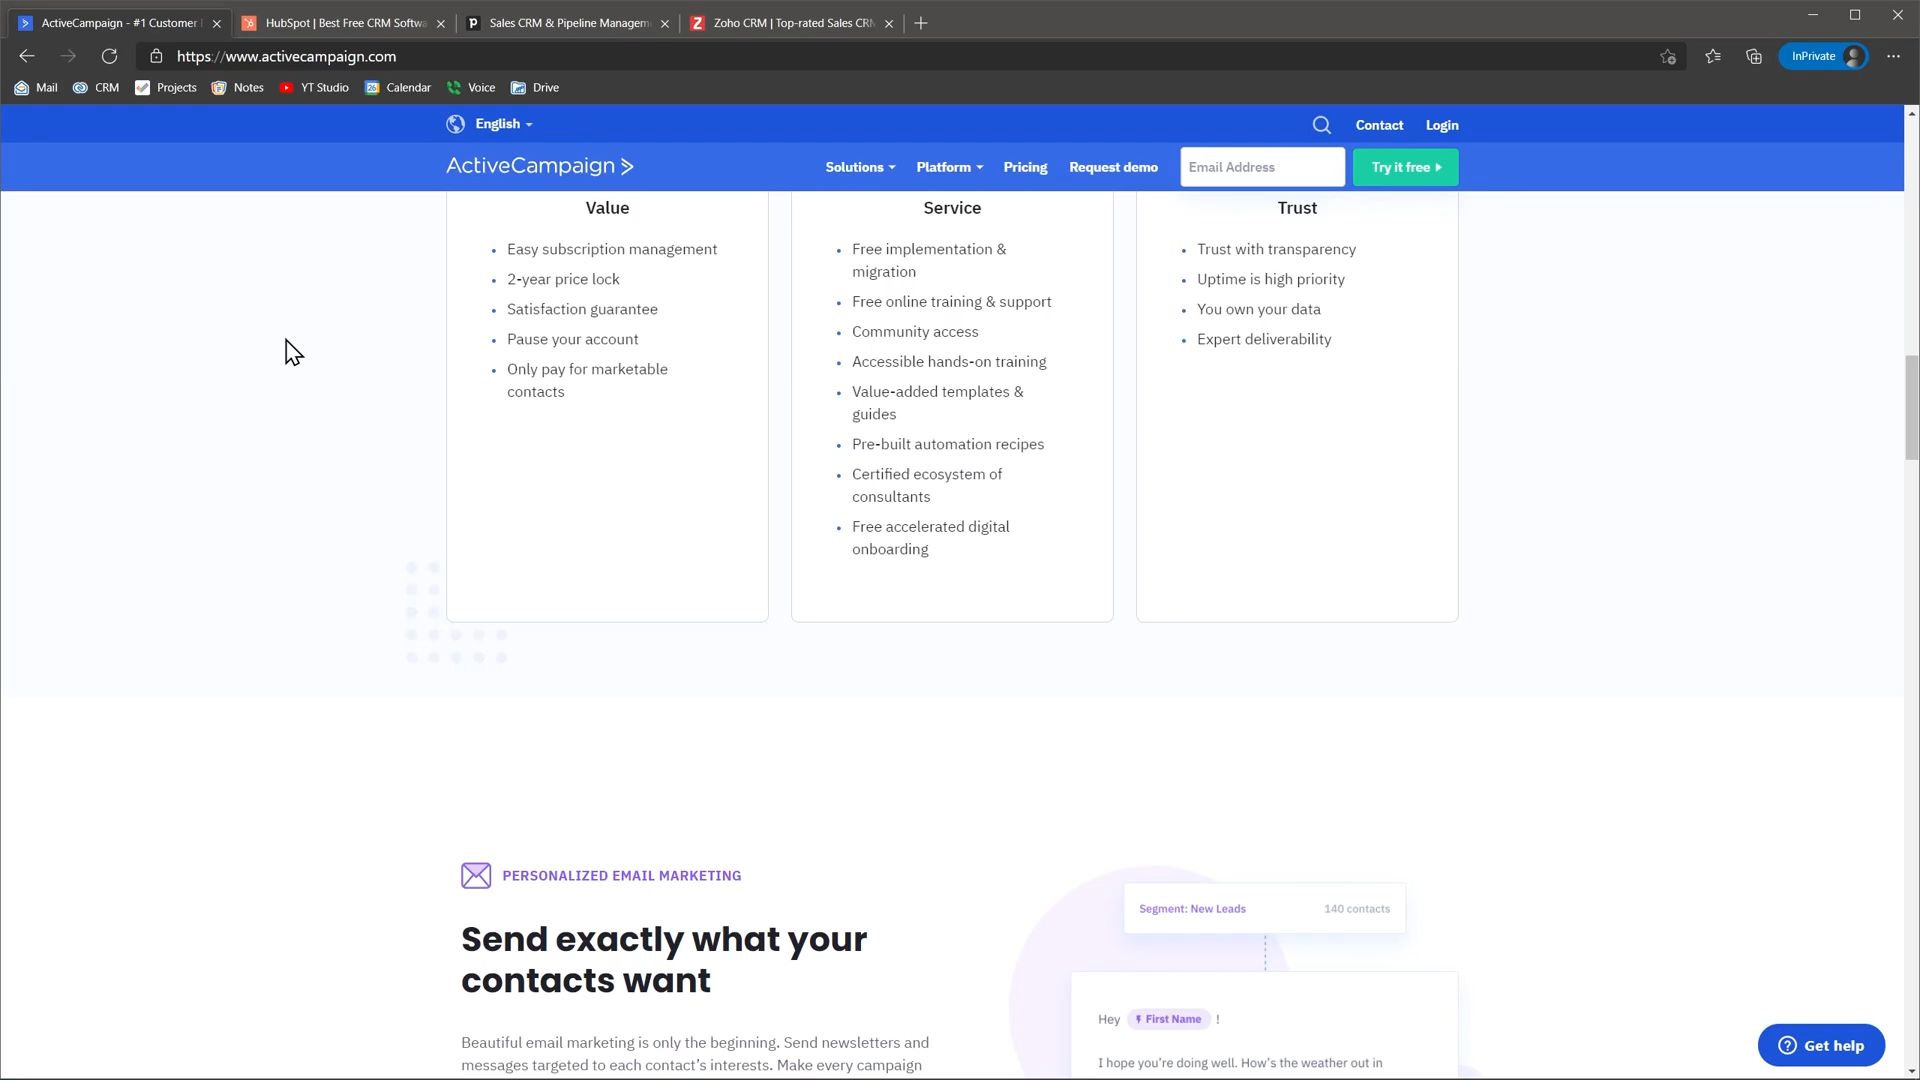 ActiveCampaign - #1 Customer
HubSpot | Best Free CRM Softwa
Sales CRM & Pipeline Managem
Zoho CRM | Top-rated Sales CRM
https://www.activecampaign.com
InPrivate
Mail
CRM
Projects
Notes
YT Studio
Calendar
Voice
Drive
English
Contact
Login
ActiveCampaign >
Solutions
Platform
Pricing
Request demo
Email Address
Try it free
Value
Easy subscription management
2-year price lock
Satisfaction guarantee
Pause your account
Only pay for marketable
contacts
Service
Free implementation &
migration
Free online training & support
Community access
Accessible hands-on training
Value-added templates &
guides
Pre-built automation recipes
Certified ecosystem of
consultants
Free accelerated digital
onboarding
Trust
Trust with transparency
Uptime is high priority
You own your data
Expert deliverability
PERSONALIZED EMAIL MARKETING
Send exactly what your
contacts want
Beautiful email marketing is only the beginning. Send newsletters and
messages targeted to each contact’s interests. Make every campaign
Segment: New Leads
140 contacts
Hey First Name !
I hope you’re doing well. How’s the weather out in
Get help